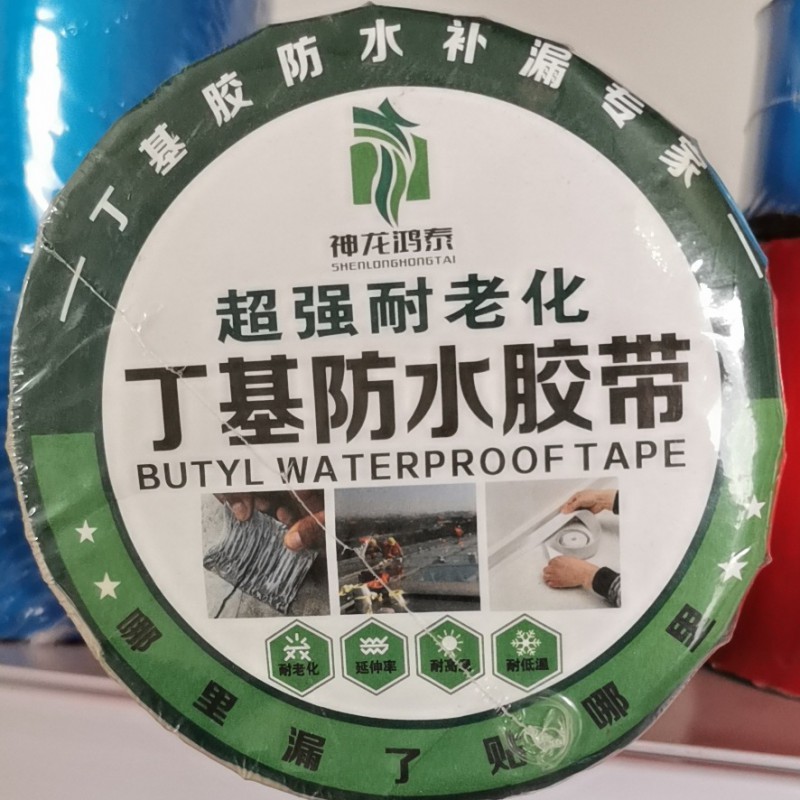 一丁基胶防水补漏专家一
神龙鸿泰
SHENLONGHONGTAI
超强耐老化
丁基防水胶带
BUTYL WATERPROOF TAPE
耐老化 延伸率 耐高温 耐低温
哪里漏了贴哪里